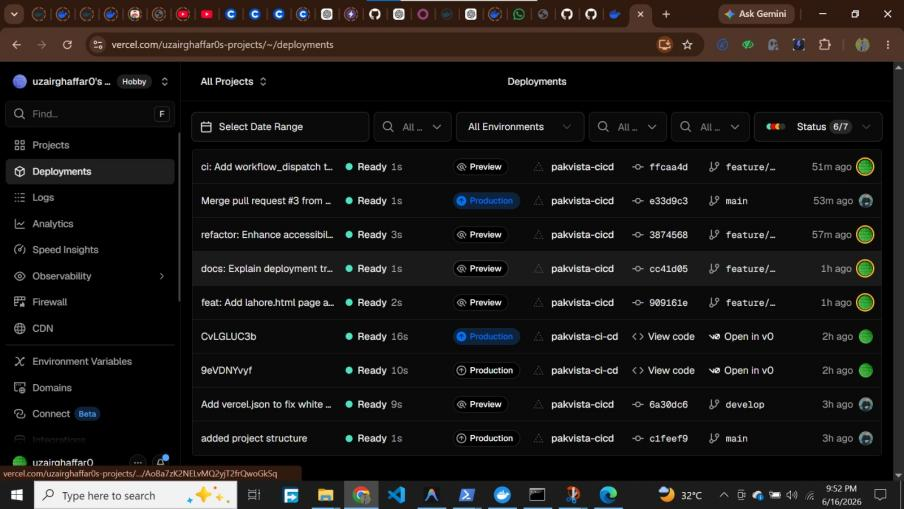 Ask Gemini
vercel.com/uzairghaffar0s-projects/~/deployments
uzairghaffar0's ... Hobby
All Projects
Deployments
Find... F
Select Date Range
All ...
All Environments
All ...
All ...
Status 6/7
Projects
Deployments
Logs
Analytics
Speed Insights
Observability
Firewall
CDN
Environment Variables
Domains
Connect Beta
Integrations
uzairghaffar0
ci: Add workflow_dispatch t... Ready 1s Preview pakvista-cicd ffcaa4d feature/... 51m ago
Merge pull request #3 from ... Ready 1s Production pakvista-cicd e33d9c3 main 53m ago
refactor: Enhance accessibil... Ready 3s Preview pakvista-cicd 3874568 feature/... 57m ago
docs: Explain deployment tr... Ready 1s Preview pakvista-cicd cc41d05 feature/... 1h ago
feat: Add lahore.html page a... Ready 2s Preview pakvista-cicd 909161e feature/... 1h ago
CvLGLUC3b Ready 16s Production pakvista-ci-cd View code Open in v0 2h ago
9eVDNYvyf Ready 10s Production pakvista-ci-cd View code Open in v0 2h ago
Add vercel.json to fix white ... Ready 9s Preview pakvista-cicd 6a30dc6 develop 3h ago
added project structure Ready 1s Production pakvista-cicd c1feef9 main 3h ago
vercel.com/uzairghaffar0s-projects/.../Ao8a7zK2NELvMQ2yjT2frQwoGkSq
Type here to search
32°C
9:52 PM
6/16/2026